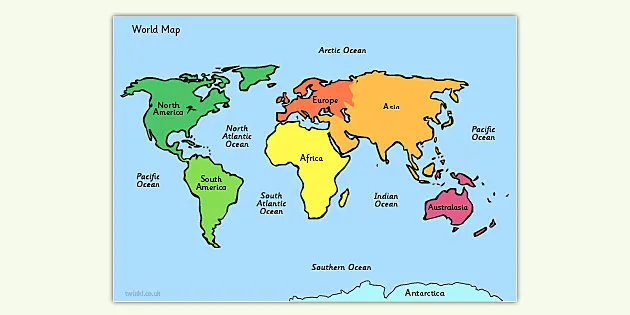 World Map
Arctic Ocean
North
America
Europe
Asia
North
Atlantic
Ocean
Pacific
Ocean
Africa
Pacific
Ocean
South
America
South
Atlantic
Ocean
Indian
Ocean
Australasia
Southern Ocean
twinkl.co.uk
Antarctica